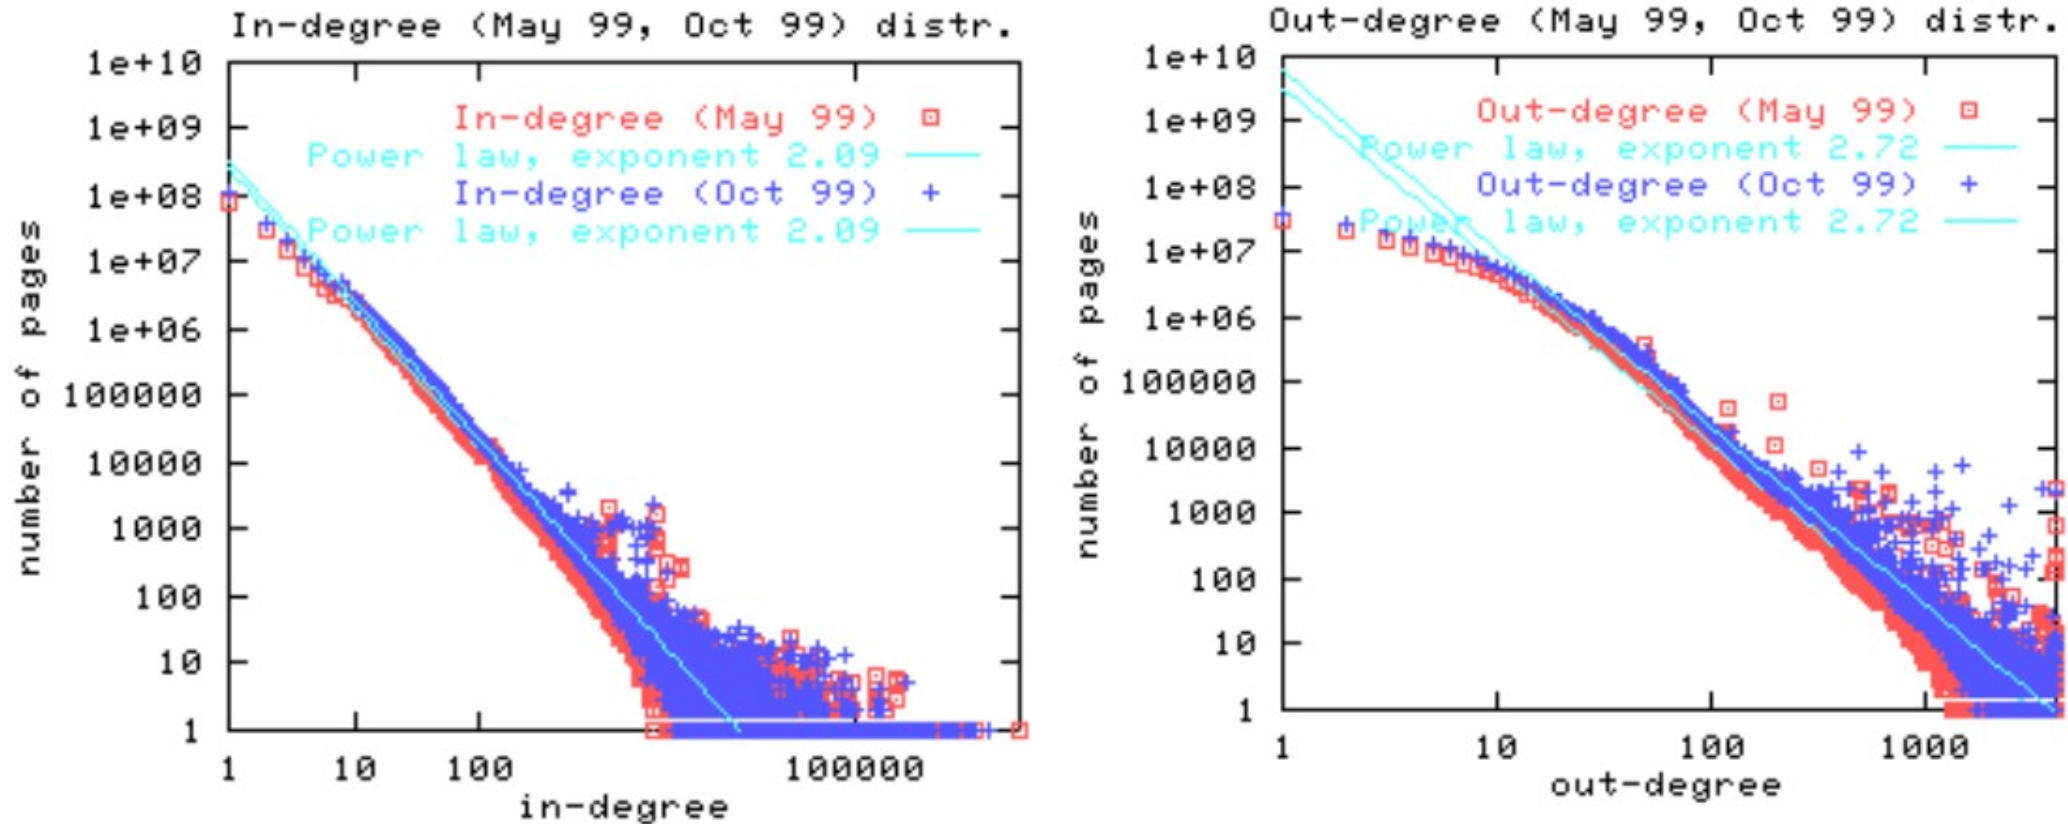 In-degree (May 99, Oct 99) distr.
1e+10
1e+09
1e+08
1e+07
1e+06
100000
10000
1000
100
10
1
number of pages
In-degree (May 99)
Power law, exponent 2.09
In-degree (Oct 99)
Power law, exponent 2.09
1 10 100 100000
in-degree
Out-degree (May 99, Oct 99) distr.
1e+10
1e+09
1e+08
1e+07
1e+06
100000
10000
1000
100
10
1
number of pages
Out-degree (May 99)
Power law, exponent 2.72
Out-degree (Oct 99)
Power law, exponent 2.72
1 10 100 1000
out-degree